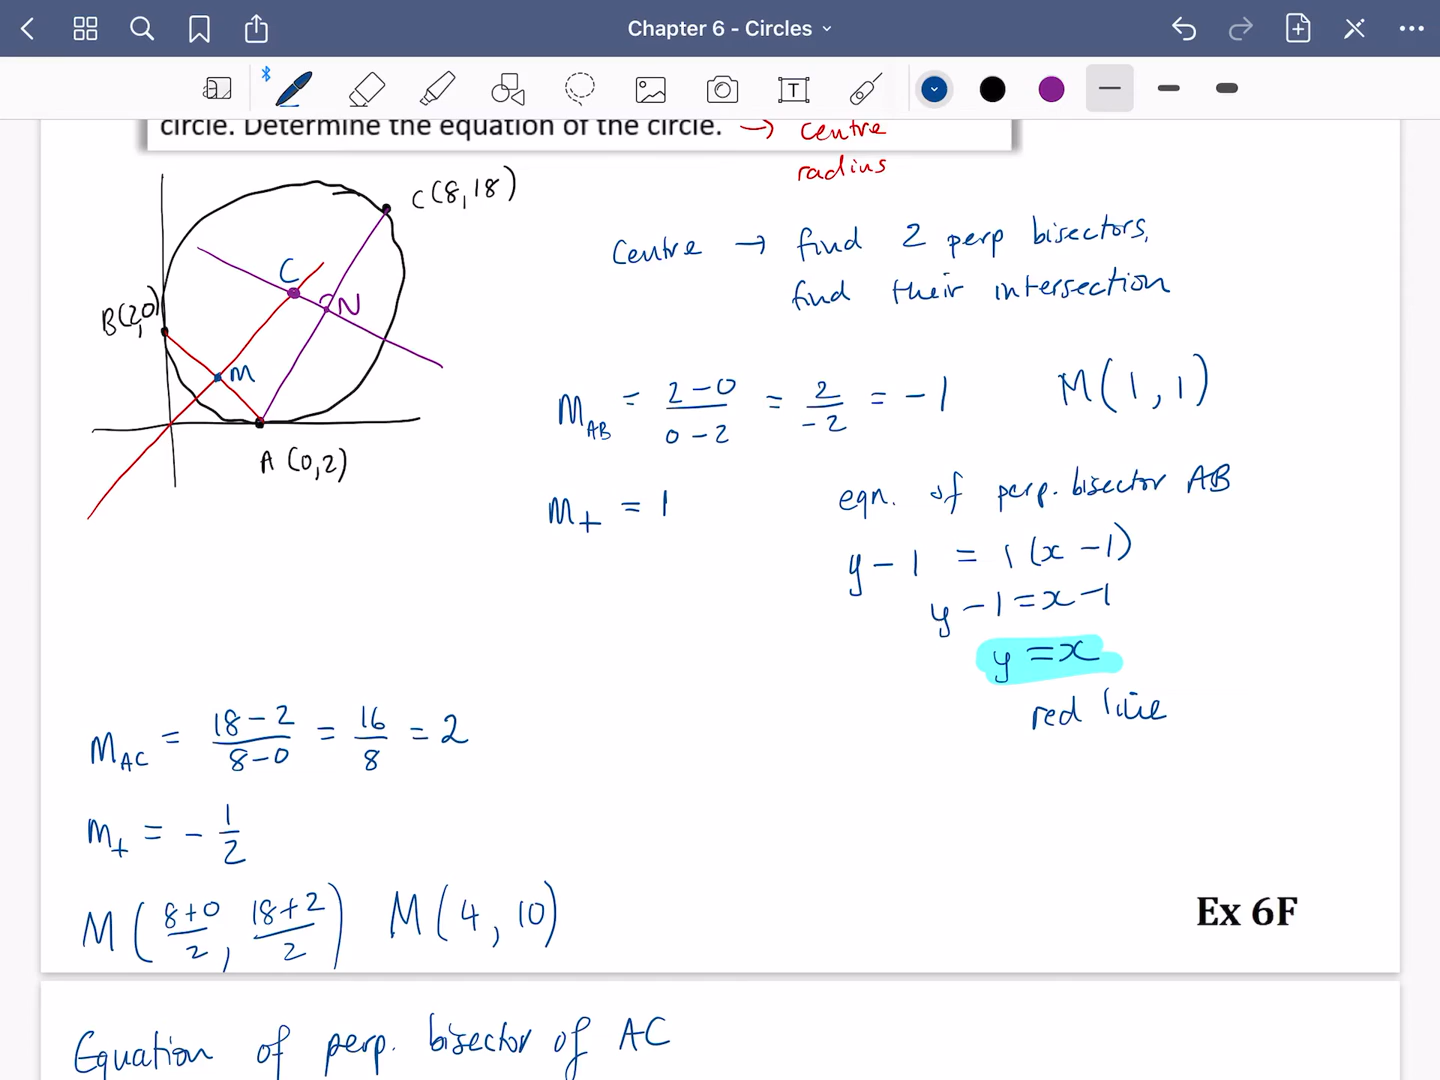 Chapter 6 - Circles
circle. Determine the equation of the circle. → centre
radius
C(8,18)
Centre → find 2 perp bisectors,
find their intersection
C
N
B(2,0)
M
A (0,2)
M_AB = (2-0)/(0-2) = 2/-2 = -1
M(1,1)
m⊥ = 1
eqn. of perp. bisector AB
y - 1 = 1(x - 1)
y - 1 = x - 1
y = x
red line
M_AC = (18-2)/(8-0) = 16/8 = 2
m⊥ = - 1/2
M((8+0)/2, (18+2)/2) M(4, 10)
Ex 6F
Equation of perp. bisector of AC